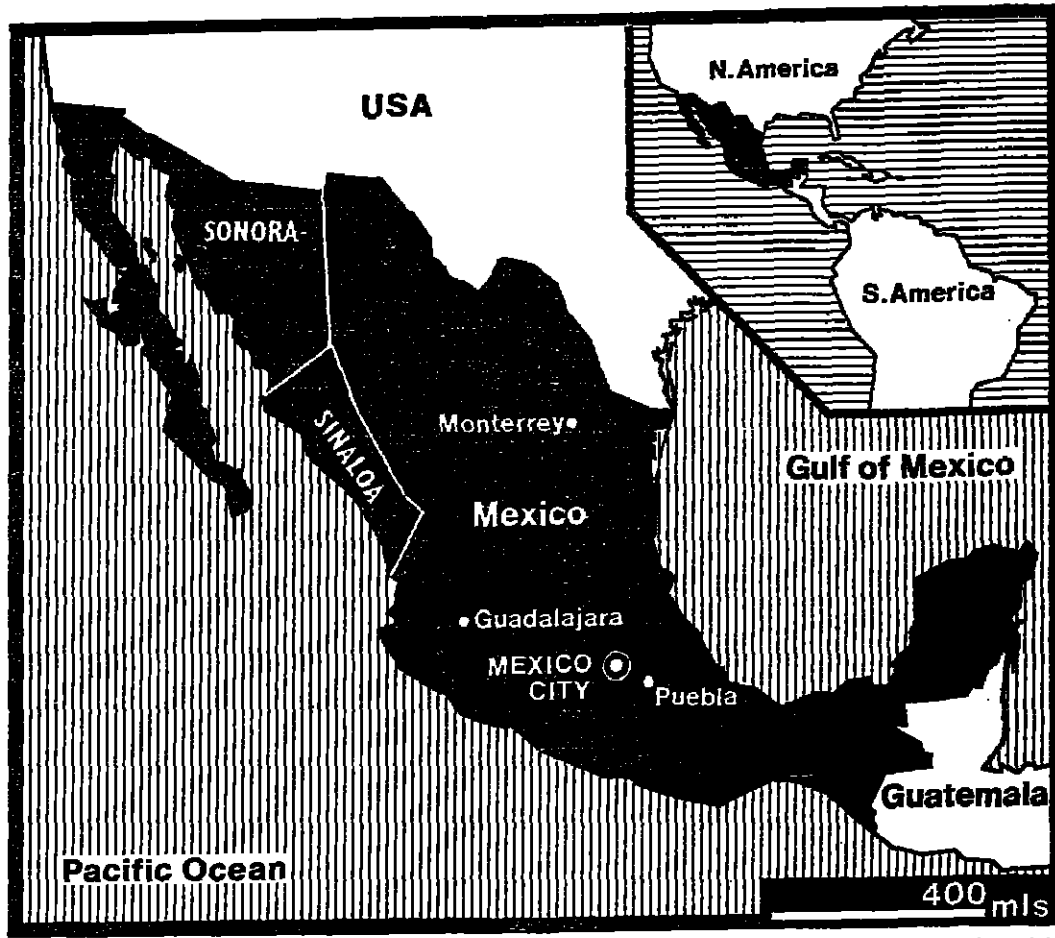 USA
N.America
SONORA-
S.America
SINALOA
Monterrey
Gulf of Mexico
Mexico
Guadalajara
MEXICO
CITY
Puebla
Guatemala
Pacific Ocean
400 mls